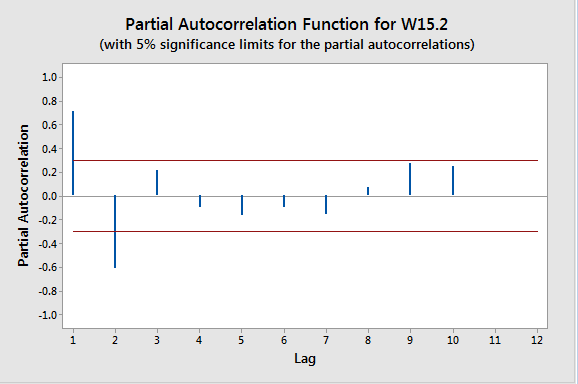 Partial Autocorrelation Function for W15.2
(with 5% significance limits for the partial autocorrelations)
Partial Autocorrelation
1.0
0.8
0.6
0.4
0.2
0.0
-0.2
-0.4
-0.6
-0.8
-1.0
1 2 3 4 5 6 7 8 9 10 11 12
Lag